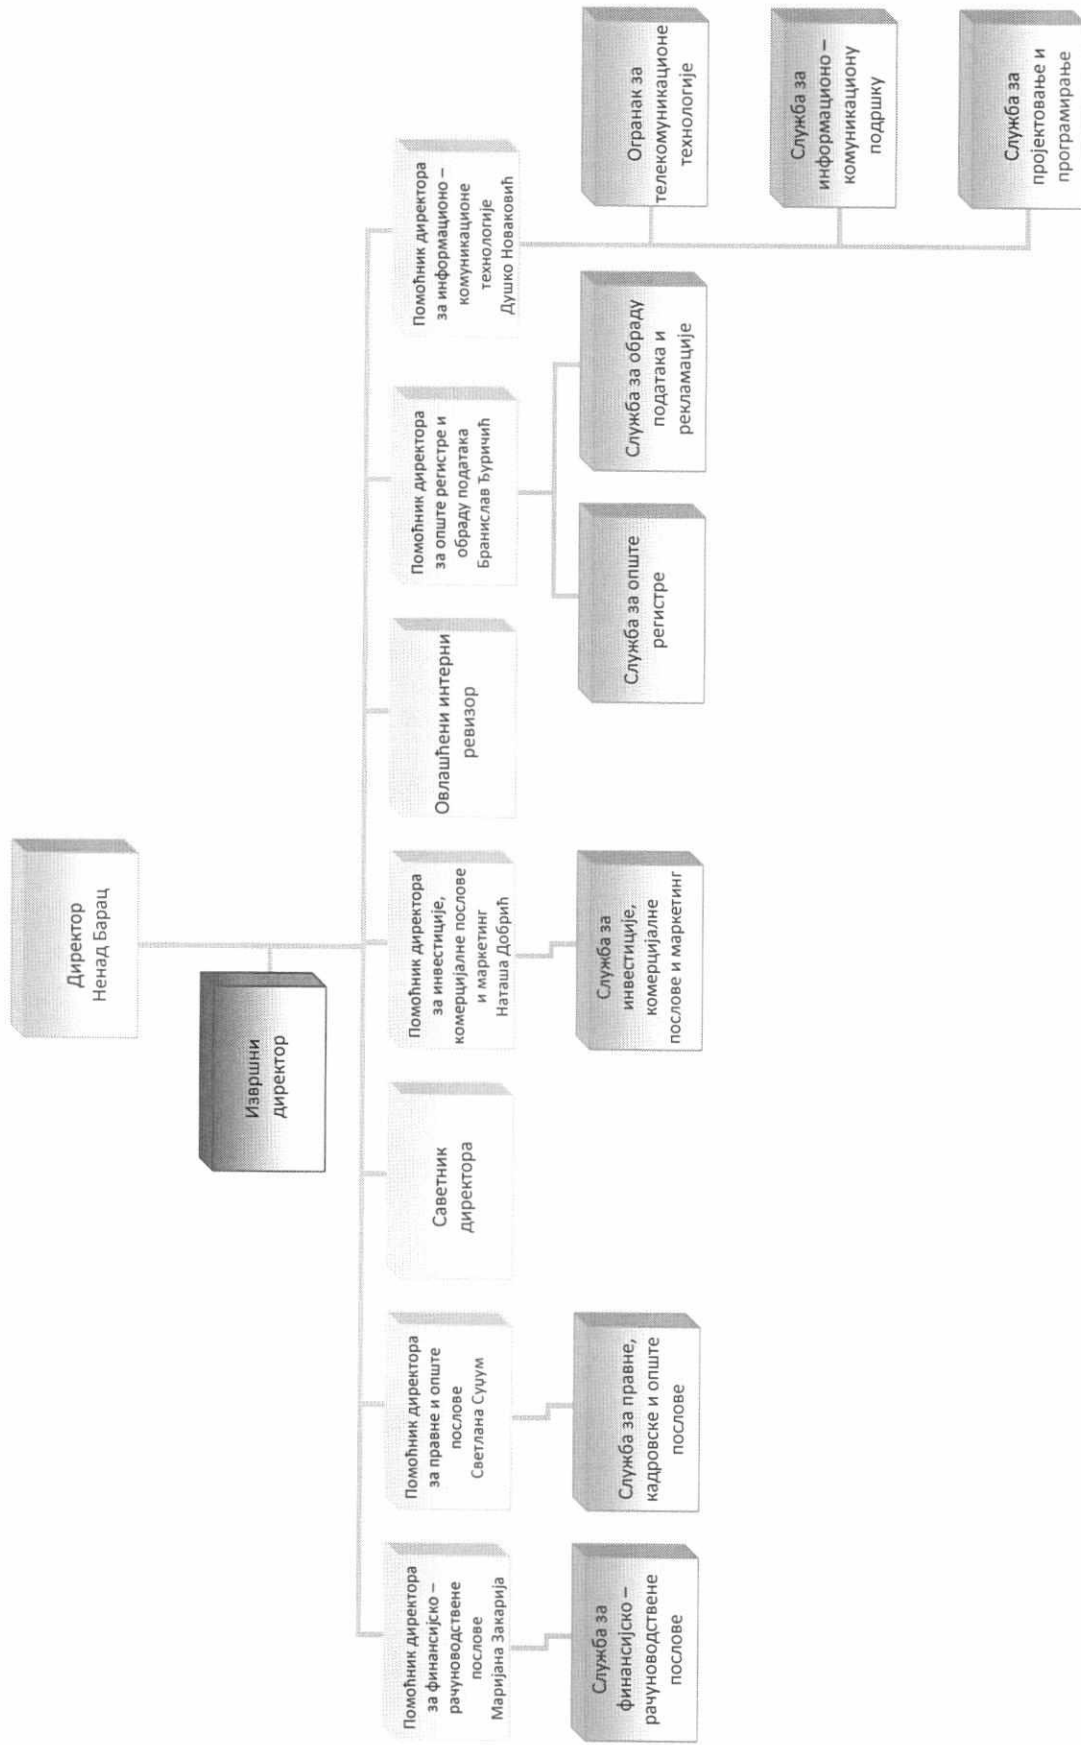 Директор
Ненад Барац
Извршни
директор
Помоћник директора
за финансијско –
рачуноводствене
послове
Маријана Закарија
Помоћник директора
за правне и опште
послове
Светлана Суџум
Саветник
директора
Помоћник директора
за инвестиције,
комерцијалне послове
и маркетинг
Наташа Добрић
Овлашћени интерни
ревизор
Помоћник директора
за опште регистре и
обраду података
Бранислав Ђуричић
Помоћник директора
за информационо –
комуникационе
технологије
Душко Новаковић
Служба за
финансијско –
рачуноводствене
послове
Служба за правне,
кадровске и опште
послове
Служба за
инвестиције,
комерцијалне
послове и маркетинг
Служба за опште
регистре
Служба за обраду
података и
рекламације
Огранак за
телекомуникационе
технологије
Служба за
информационо –
комуникациону
подршку
Служба за
пројектовање и
програмирање